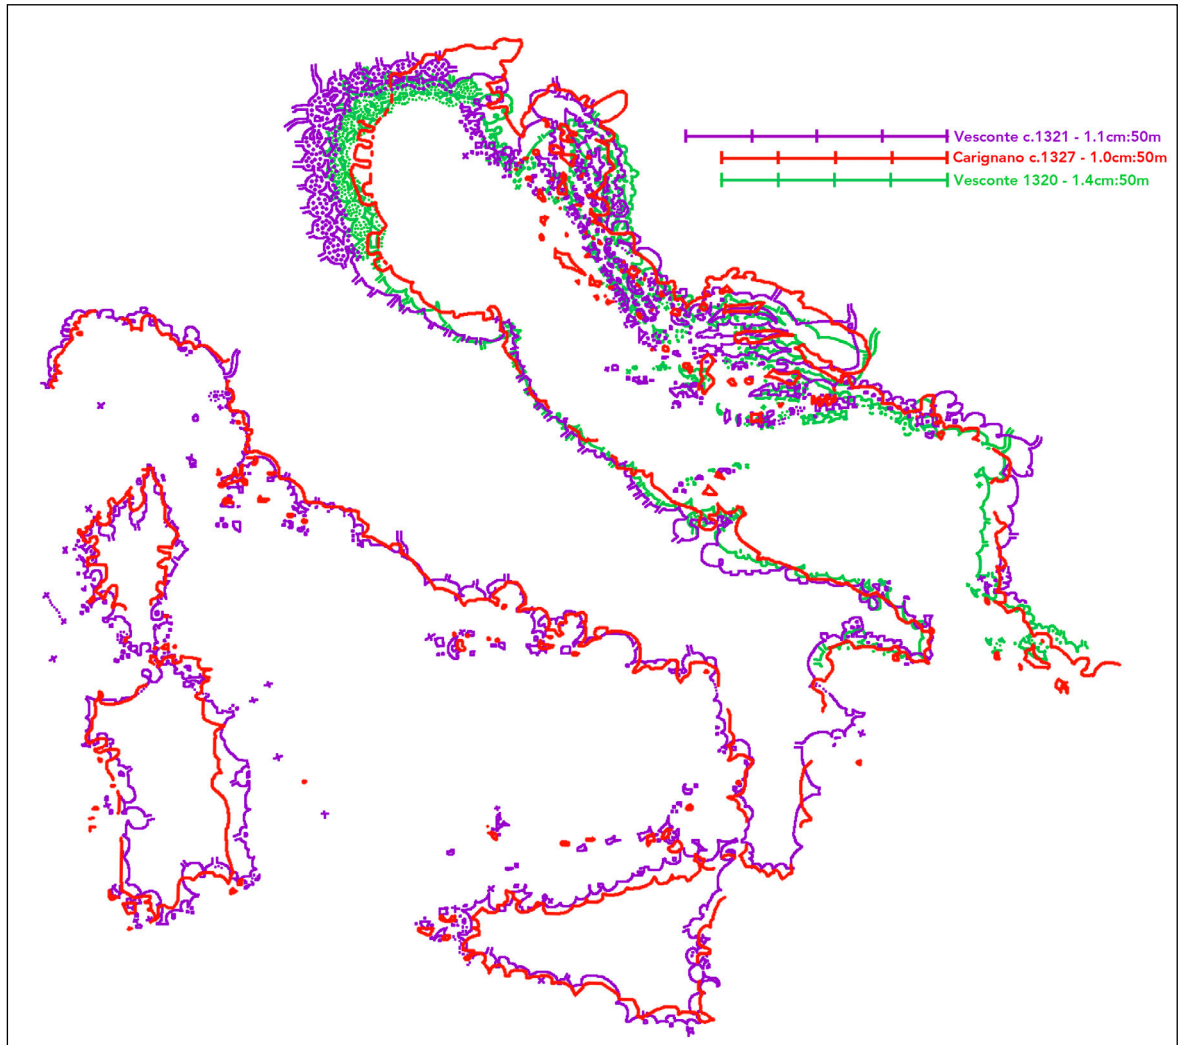 Vesconte c.1321 - 1.1cm:50m
Carignano c.1327 - 1.0cm:50m
Vesconte 1320 - 1.4cm:50m